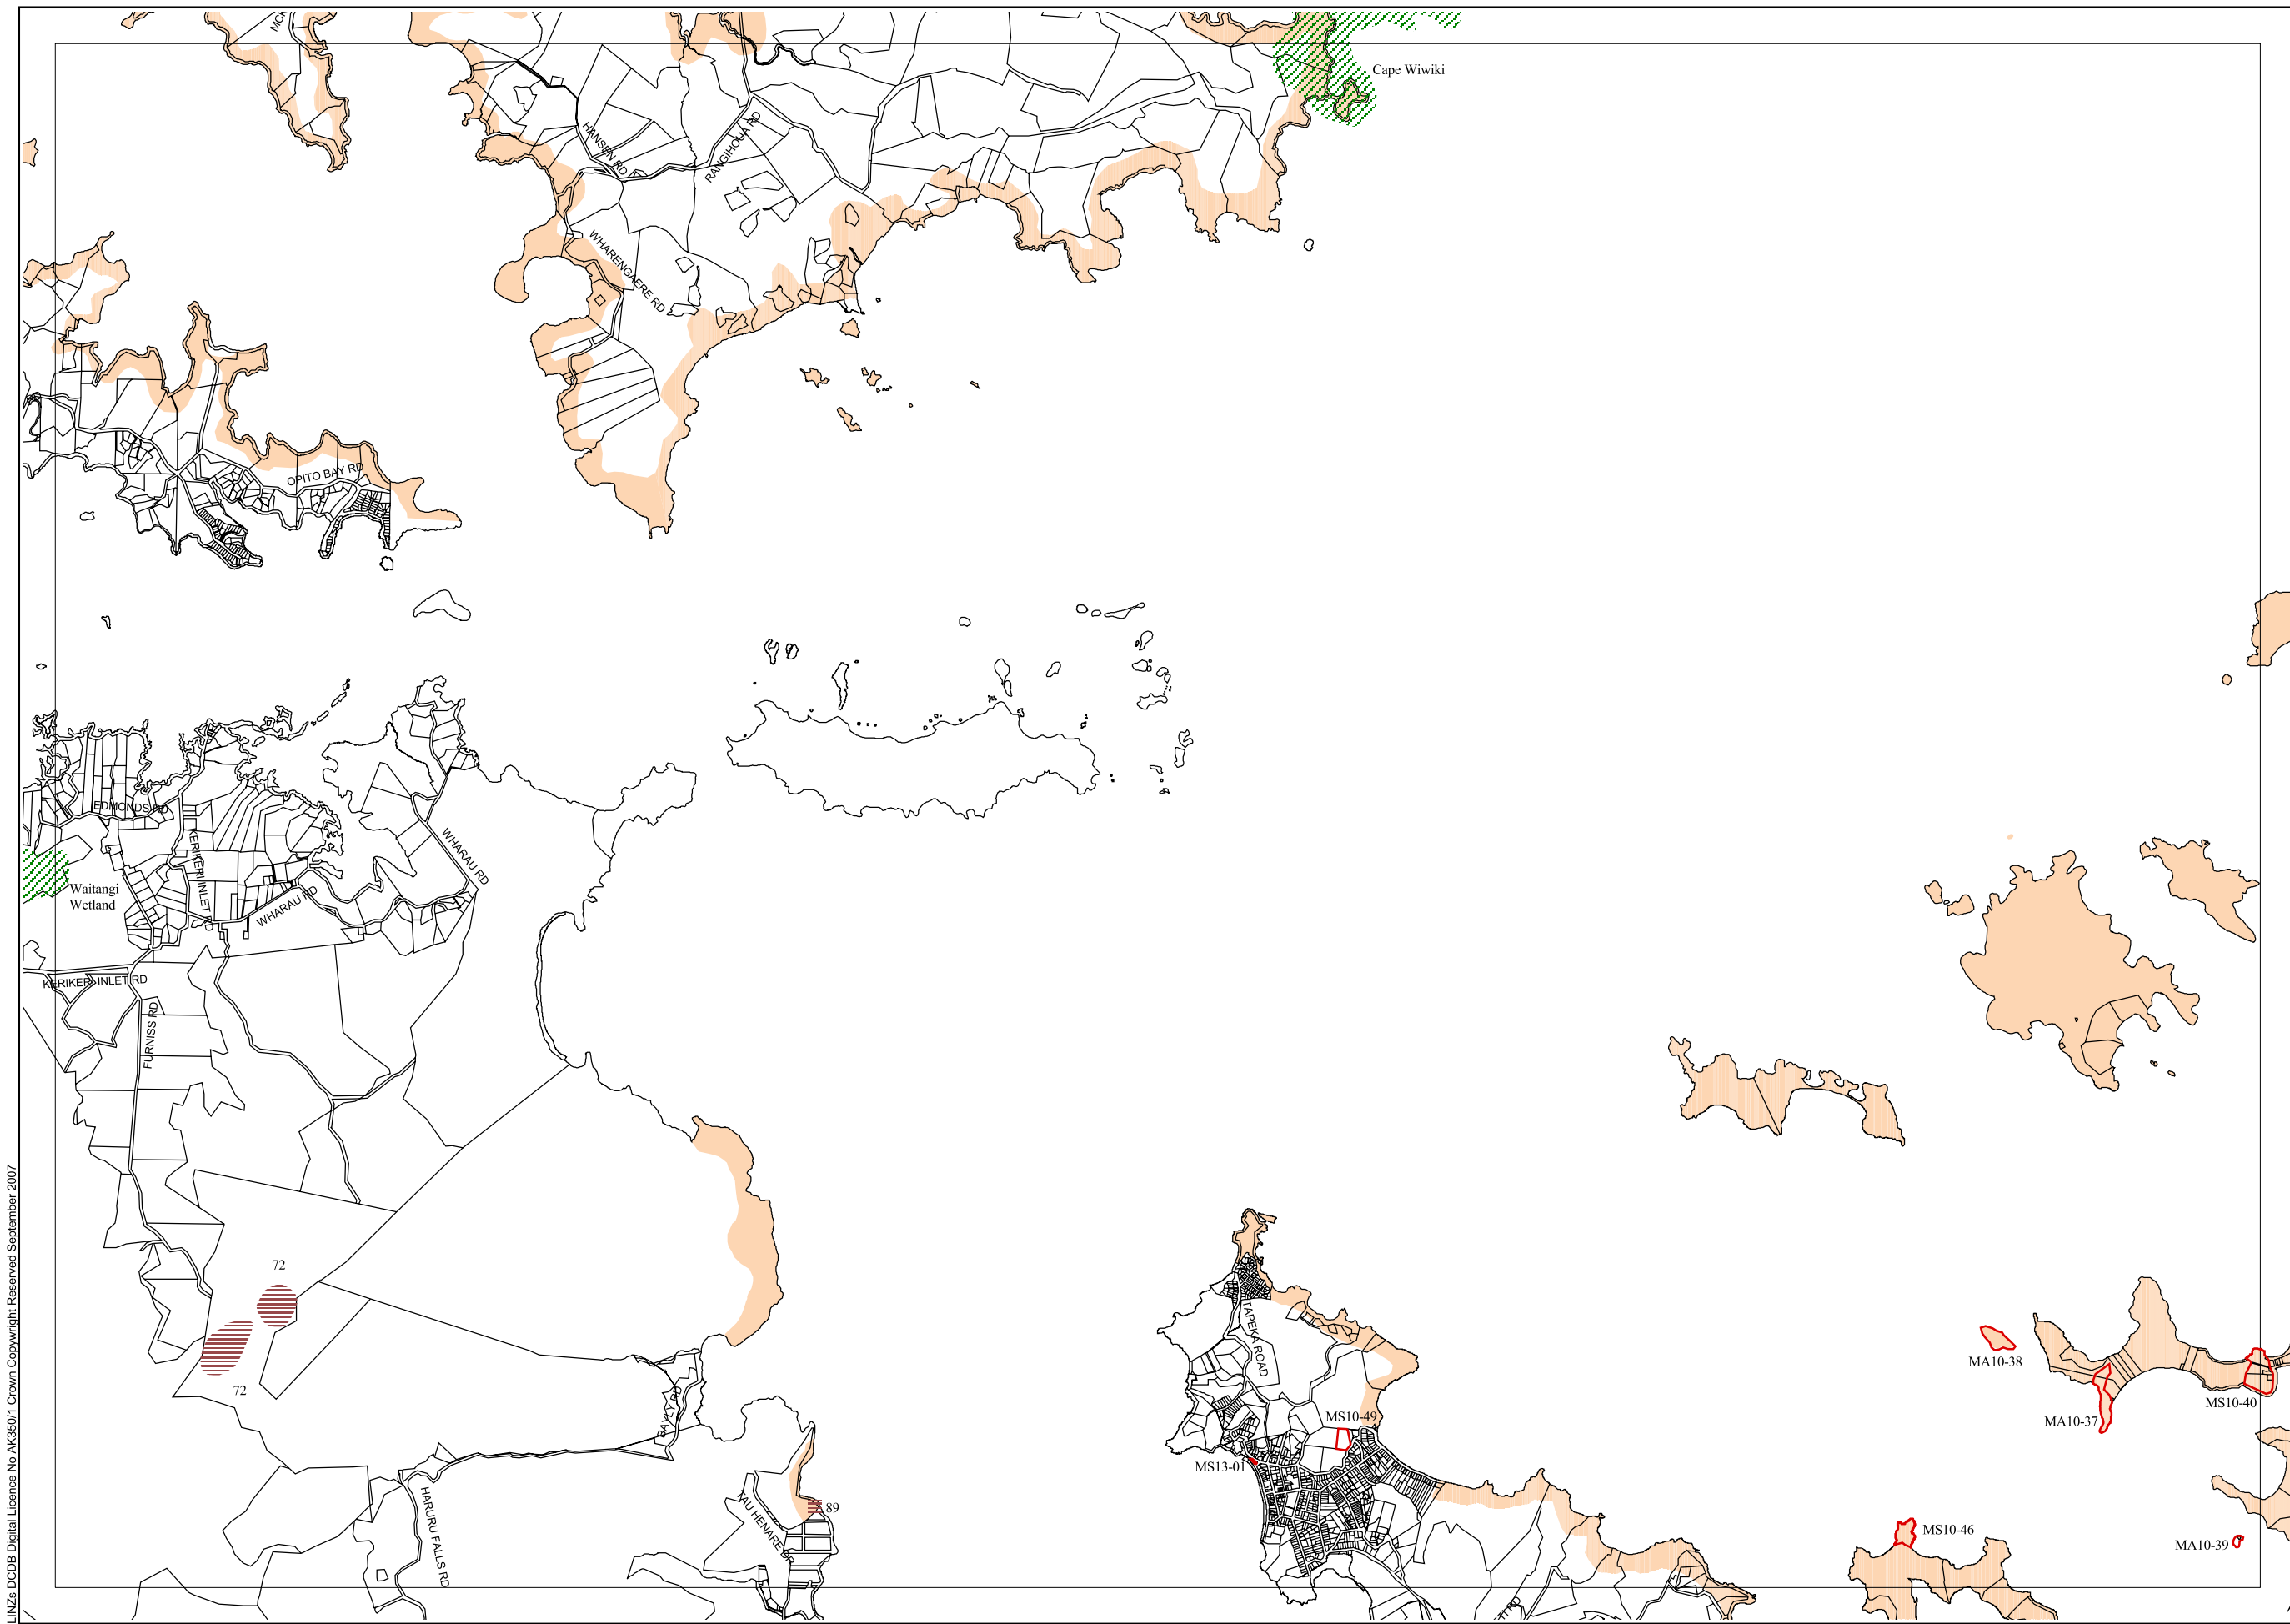 Cape Wiwiki
HANSEN RD
RANGIHOUA RD
WHARENGAERE RD
OPITO BAY RD
EDMONDS RD
KERIKERI INLET RD
WHARAU RD
WHARAU RD
Waitangi
Wetland
KERIKERI INLET RD
FURNISS RD
72
72
TAPEKA ROAD
MA10-38
MS10-40
MA10-37
BAYLY RD
MS10-49
MS13-01
HARURU FALLS RD
TAU HENARE DR
89
MS10-46
MA10-39
LINZs DCDB Digital Licence No AK350/1 Crown Copywright Reserved September 2007